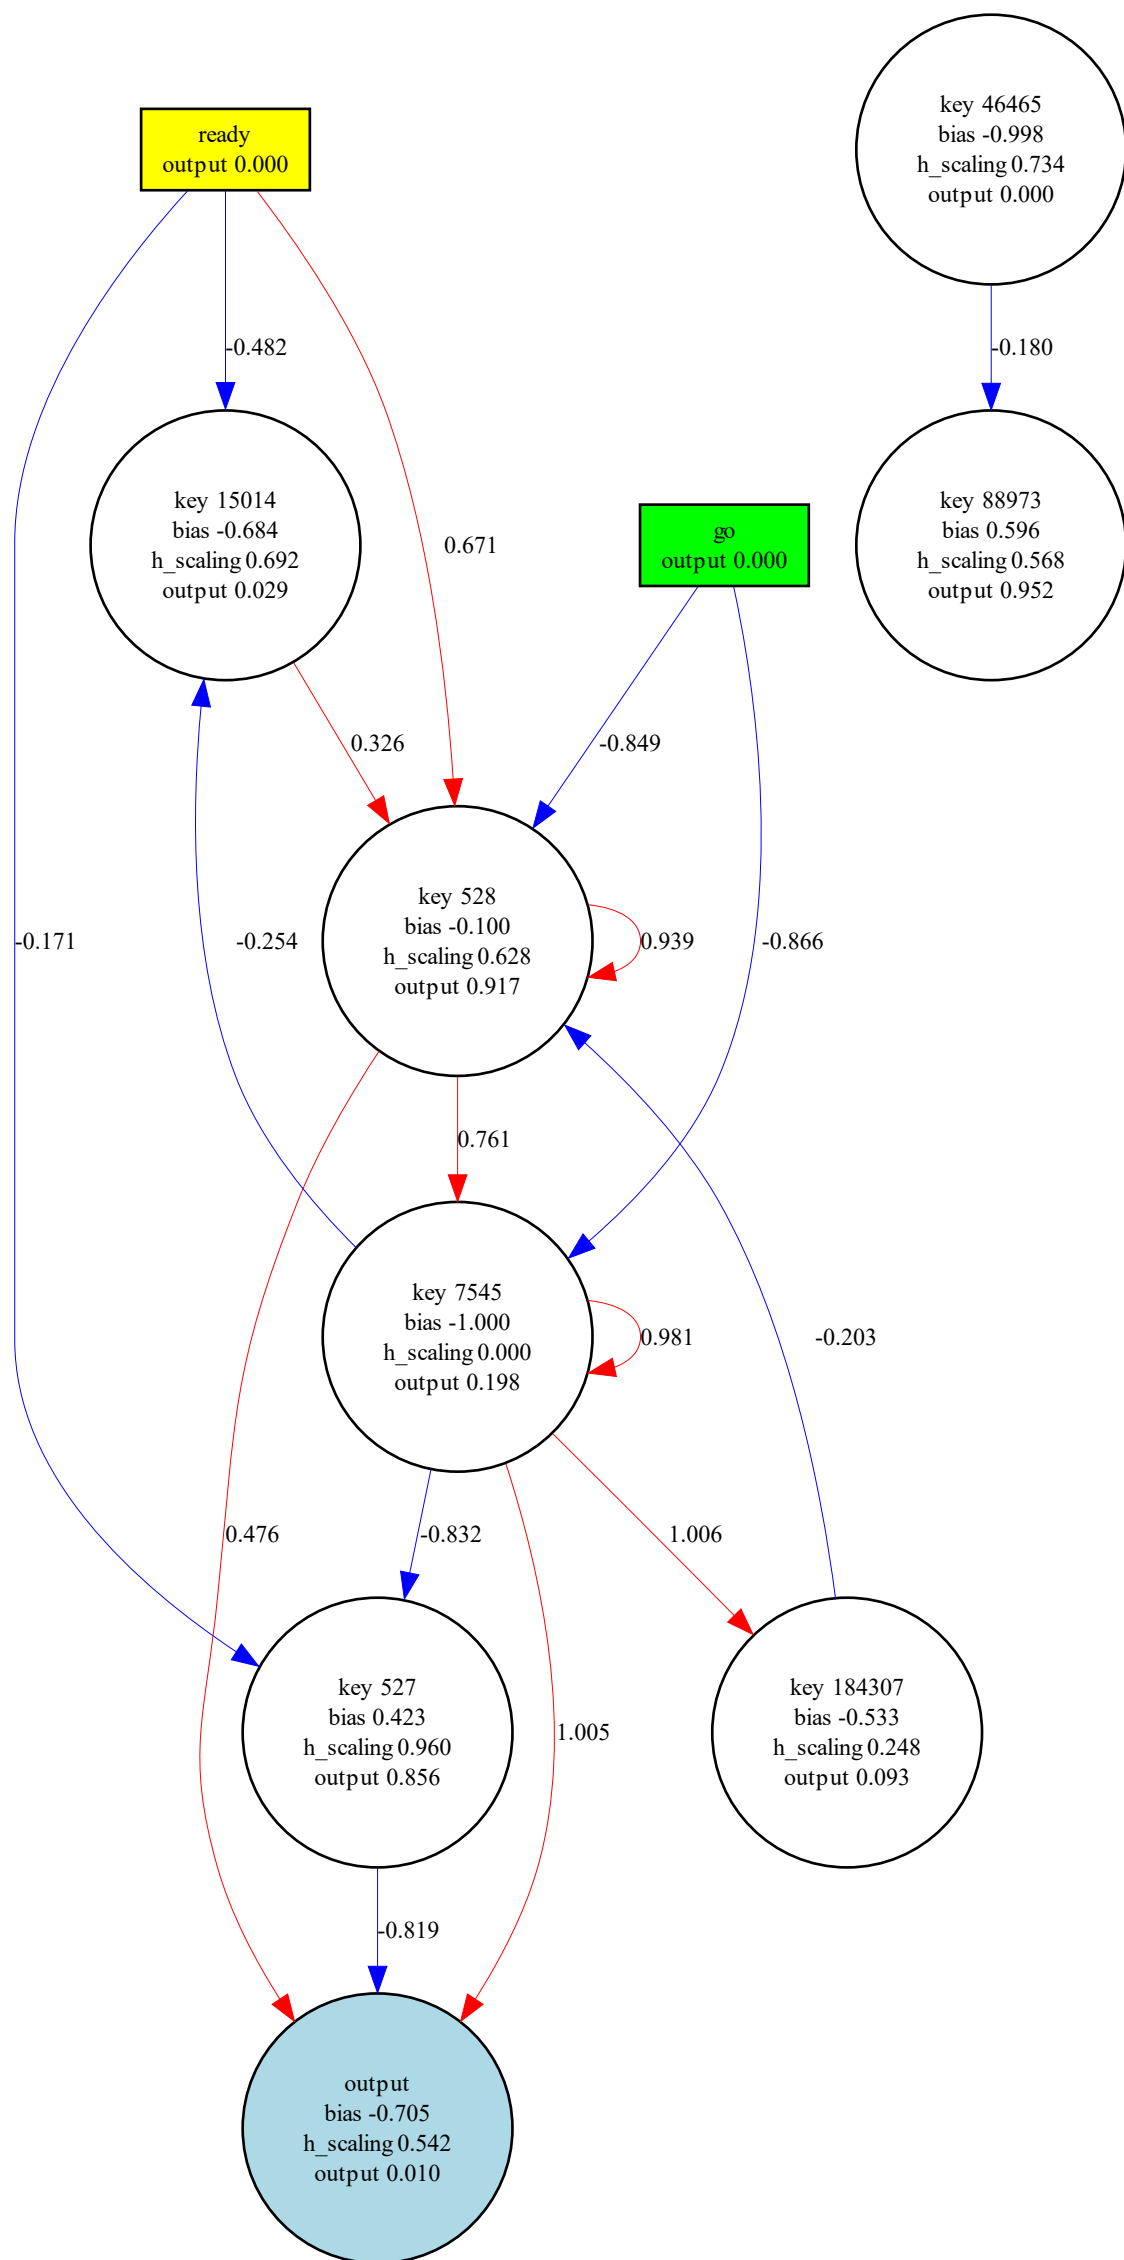 key 46465
bias -0.998
h_scaling 0.734
output 0.000
ready
output 0.000
-0.482
-0.180
key 15014
bias -0.684
h_scaling 0.692
output 0.029
0.671
go
output 0.000
key 88973
bias 0.596
h_scaling 0.568
output 0.952
0.326
-0.849
-0.171
-0.254
key 528
bias -0.100
h_scaling 0.628
output 0.917
0.939
-0.866
0.761
key 7545
bias -1.000
h_scaling 0.000
output 0.198
0.981
-0.203
0.476
-0.832
1.006
key 527
bias 0.423
h_scaling 0.960
output 0.856
1.005
key 184307
bias -0.533
h_scaling 0.248
output 0.093
-0.819
output
bias -0.705
h_scaling 0.542
output 0.010